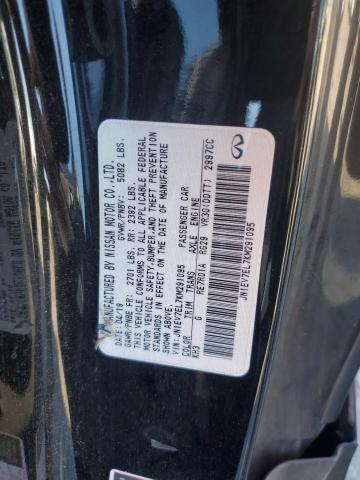 MANUFACTURED BY NISSAN MOTOR CO.,LTD.
04/19 GVWR/PNBV: 5082 LBS.
GAWR/PNBE FR: 2701 LBS. RR: 2392 LBS.
THIS VEHICLE CONFORMS TO ALL APPLICABLE FEDERAL
MOTOR VEHICLE SAFETY,BUMPER,AND THEFT PREVENTION
STANDARDS IN EFFECT ON THE DATE OF MANUFACTURE
SHOWN ABOVE.
VIN: JN1EV7EL7KM291095 PASSENGER CAR
COLOR TRIM TRANS AXLE ENGINE
KH3 G RE7R01A RG29 VR30(DDTT) 2997CC
JN1EV7EL7KM291095